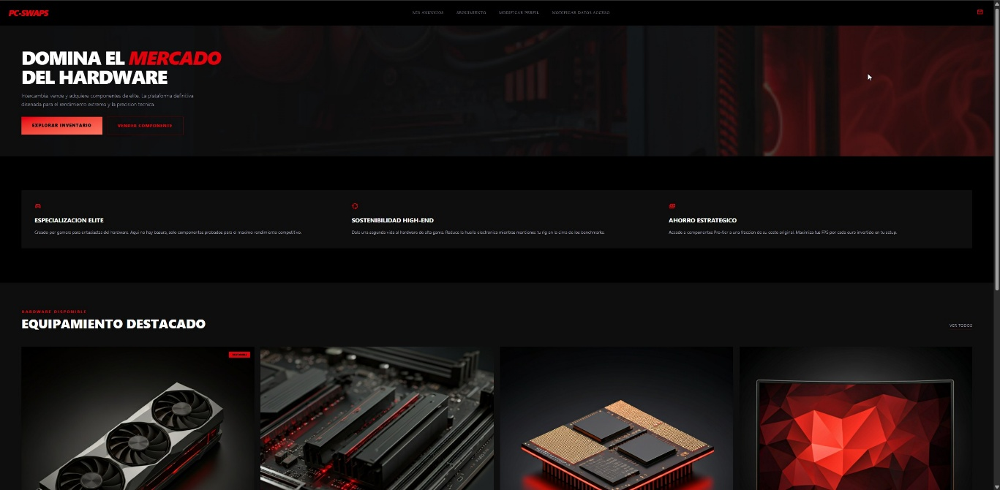 PC-SWAPS
MIS ANUNCIOS SEGUIMIENTO MODIFICAR PERFIL MODIFICAR DATOS ACCESO
DOMINA EL MERCADO
DEL HARDWARE
Intercambia, vende y adquiere componentes de elite. La plataforma definitiva
disenada para el rendimiento extremo y la precision tecnica.
EXPLORAR INVENTARIO VENDER COMPONENTE
ESPECIALIZACION ELITE
Creado por gamers para entusiastas del hardware. Aqui no hay basura, solo componentes probados para el maximo rendimiento competitivo.
SOSTENIBILIDAD HIGH-END
Dale una segunda vida al hardware de alta gama. Reduce la huella electronica mientras mantienes tu rig en la cima de los benchmarks.
AHORRO ESTRATEGICO
Accede a componentes Pro-tier a una fraccion de su coste original. Maximiza tus FPS por cada euro invertido en tu setup.
HARDWARE DISPONIBLE
EQUIPAMIENTO DESTACADO
VER TODOS